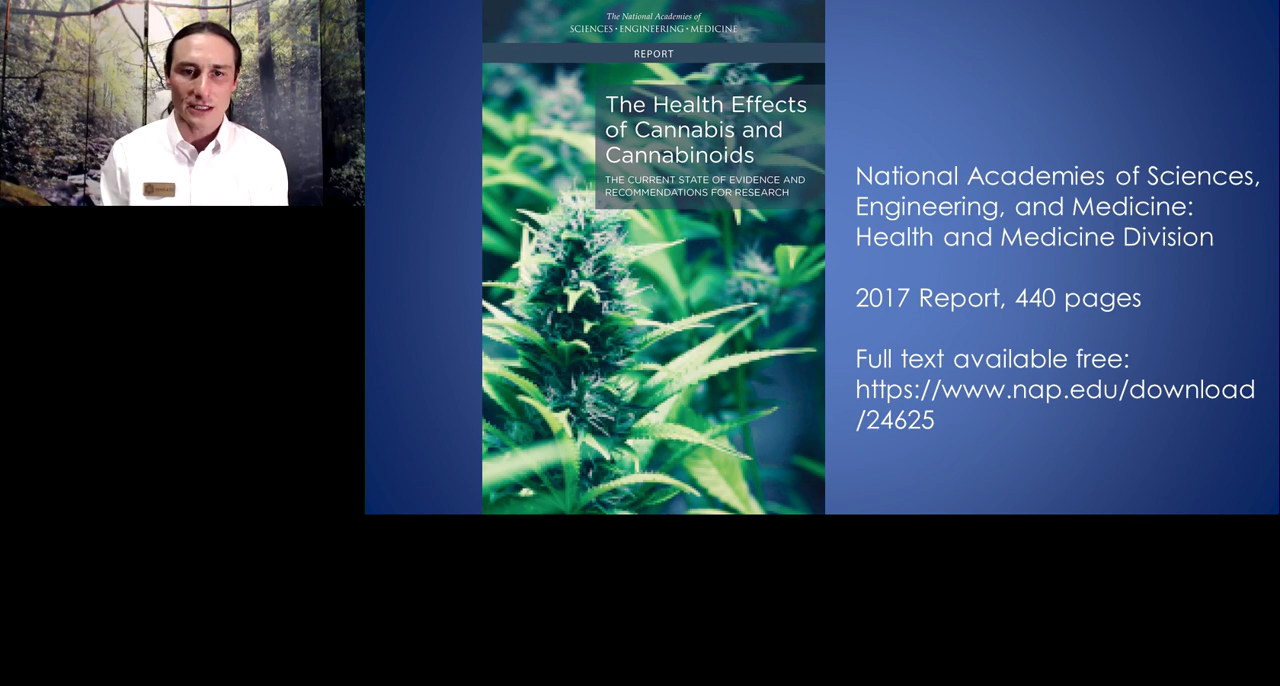 The National Academies of
SCIENCES • ENGINEERING • MEDICINE
REPORT
The Health Effects
of Cannabis and
Cannabinoids
THE CURRENT STATE OF EVIDENCE AND
RECOMMENDATIONS FOR RESEARCH
National Academies of Sciences,
Engineering, and Medicine:
Health and Medicine Division
2017 Report, 440 pages
Full text available free:
https://www.nap.edu/download
/24625